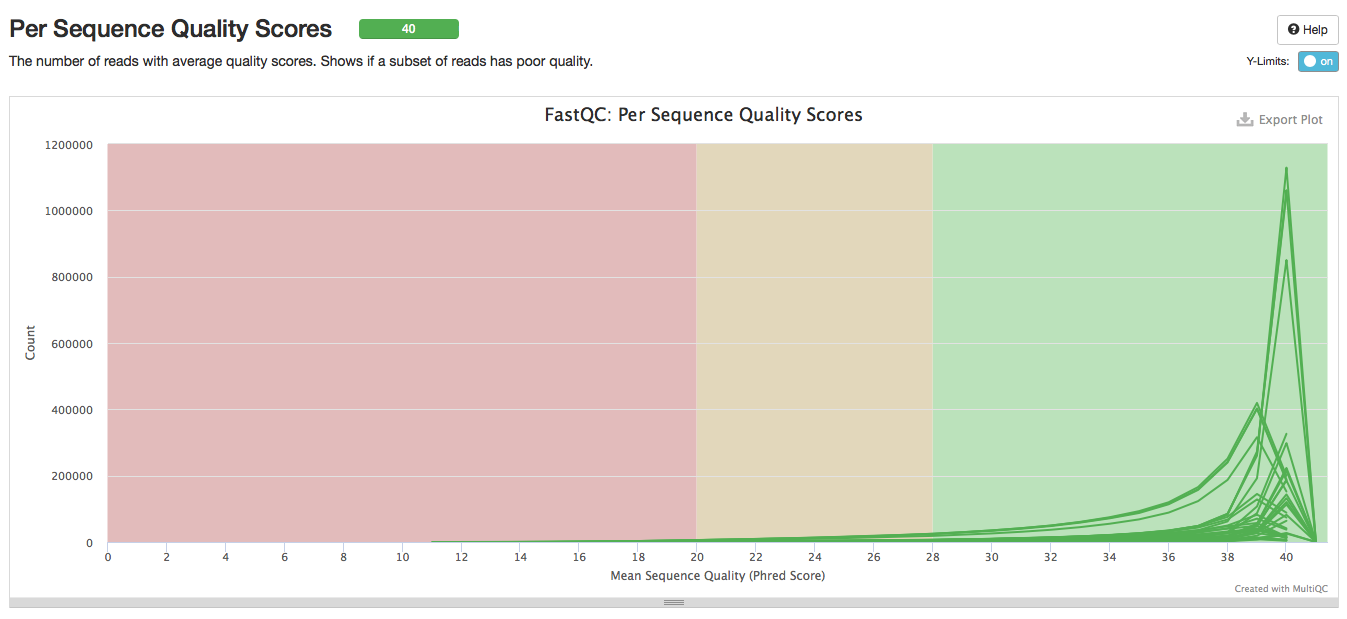 Per Sequence Quality Scores
40
Help
The number of reads with average quality scores. Shows if a subset of reads has poor quality.
Y-Limits:
on
FastQC: Per Sequence Quality Scores
Export Plot
Count
1200000
1000000
800000
600000
400000
200000
0
0 2 4 6 8 10 12 14 16 18 20 22 24 26 28 30 32 34 36 38 40
Mean Sequence Quality (Phred Score)
Created with MultiQC